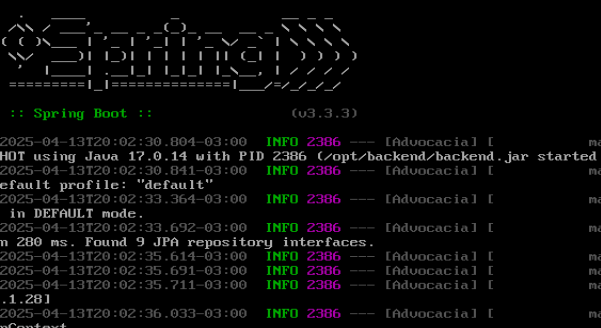 :: Spring Boot :: (v3.3.3)
2025-04-13T20:02:30.804-03:00 INFO 2386 --- [Advocacia] [ ma
HOT using Java 17.0.14 with PID 2386 (/opt/backend/backend.jar started
2025-04-13T20:02:30.841-03:00 INFO 2386 --- [Advocacia] [ ma
efault profile: "default"
2025-04-13T20:02:33.364-03:00 INFO 2386 --- [Advocacia] [ ma
in DEFAULT mode.
2025-04-13T20:02:33.692-03:00 INFO 2386 --- [Advocacia] [ ma
n 280 ms. Found 9 JPA repository interfaces.
2025-04-13T20:02:35.614-03:00 INFO 2386 --- [Advocacia] [ ma
2025-04-13T20:02:35.691-03:00 INFO 2386 --- [Advocacia] [ ma
2025-04-13T20:02:35.711-03:00 INFO 2386 --- [Advocacia] [ ma
.1.28]
2025-04-13T20:02:36.033-03:00 INFO 2386 --- [Advocacia] [ ma
nContext